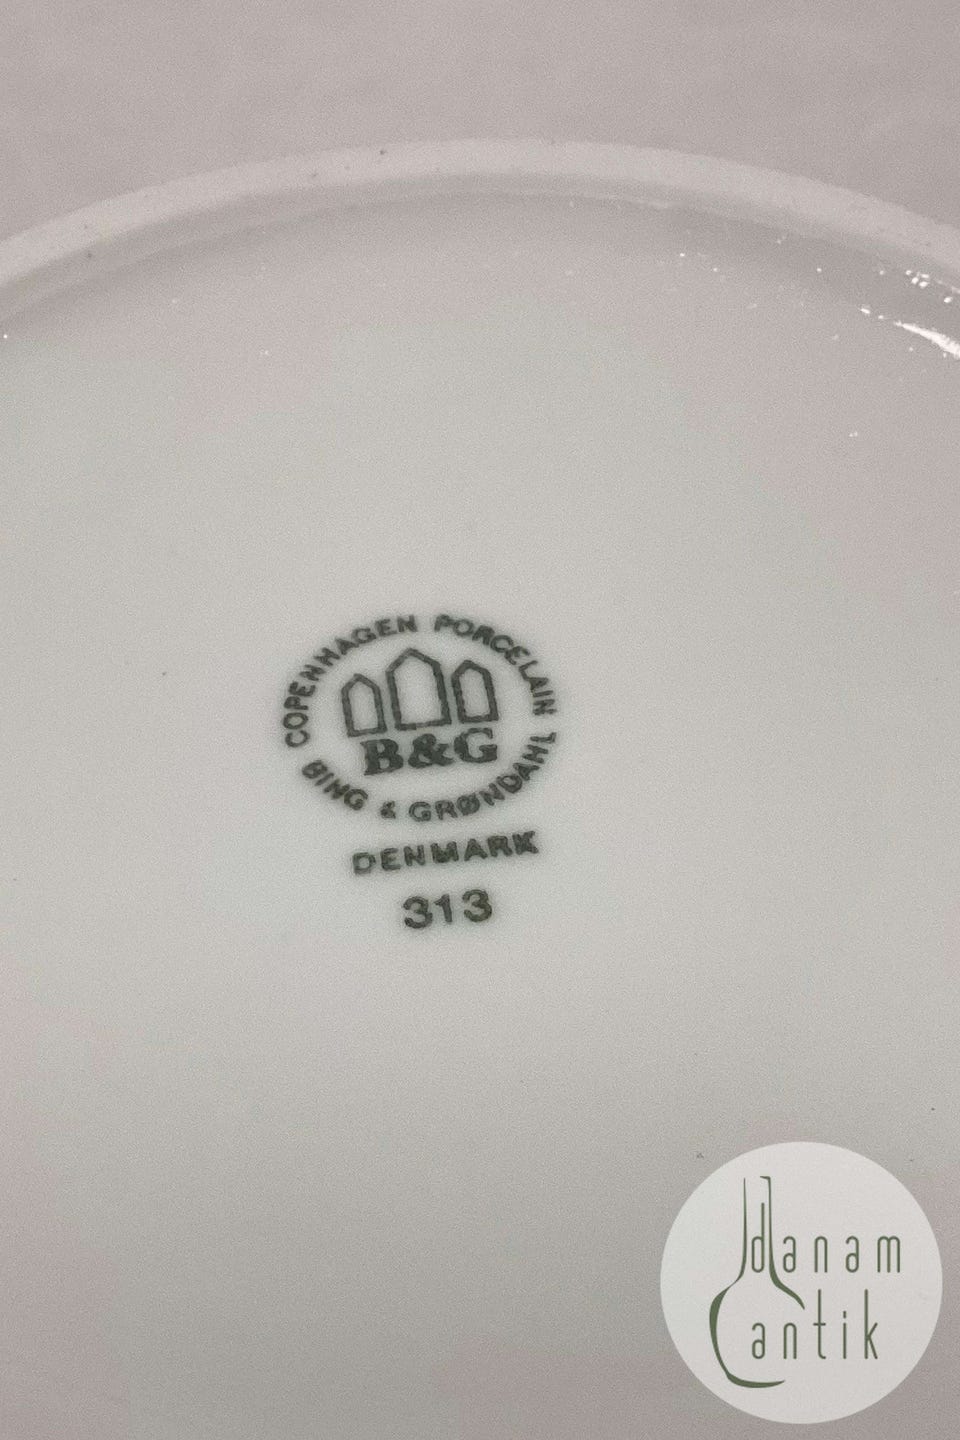 COPENHAGEN PORCELAIN
B&G
BING & GRØNDAHL
DENMARK
313
danam
antik